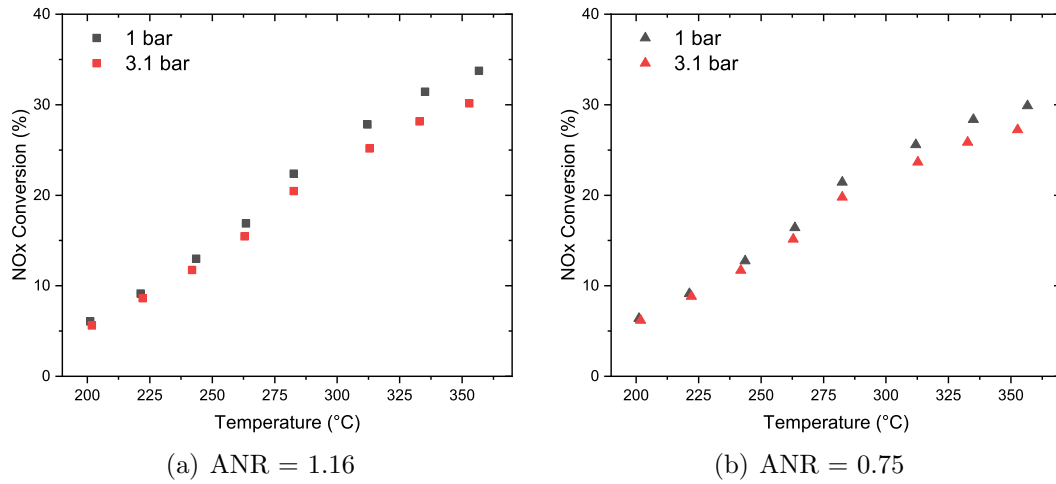 40
30
20
10
0
NOx Conversion (%)
1 bar
3.1 bar
200 225 250 275 300 325 350
Temperature (°C)
(a) ANR = 1.16
40
30
20
10
0
NOx Conversion (%)
1 bar
3.1 bar
200 225 250 275 300 325 350
Temperature (°C)
(b) ANR = 0.75